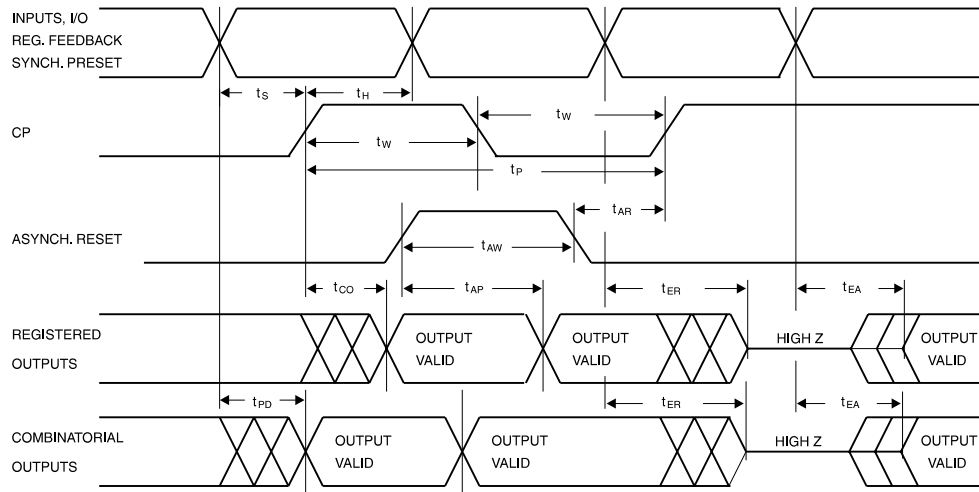 INPUTS, I/O
REG. FEEDBACK
SYNCH. PRESET
tS
tH
CP
tW
tW
tP
tAR
ASYNCH. RESET
tAW
tCO
tAP
tER
tEA
REGISTERED
OUTPUTS
OUTPUT
VALID
OUTPUT
VALID
HIGH Z
OUTPUT
VALID
tPD
tER
tEA
COMBINATORIAL
OUTPUTS
OUTPUT
VALID
OUTPUT
VALID
HIGH Z
OUTPUT
VALID